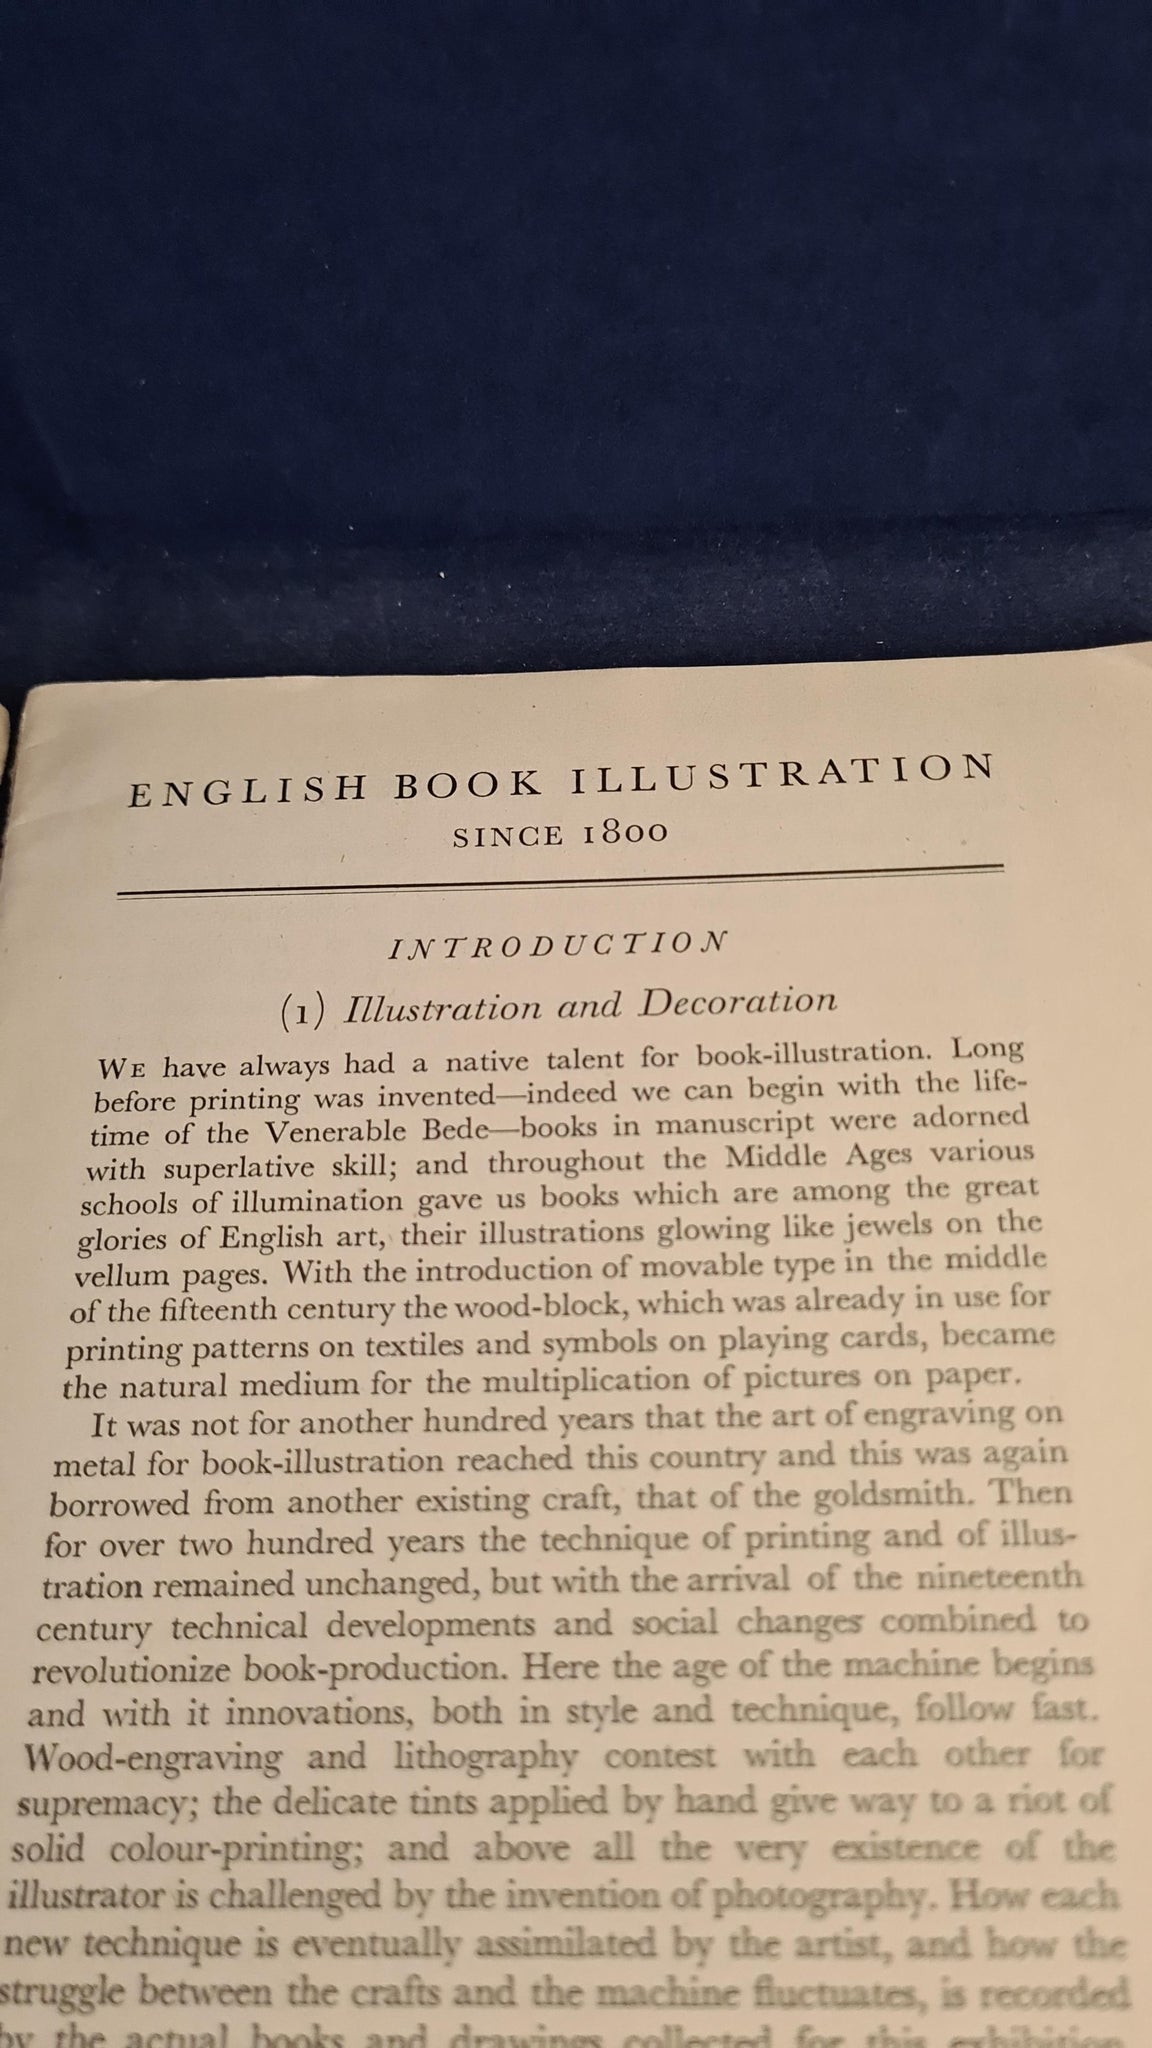 ENGLISH BOOK ILLUSTRATION
SINCE 1800
INTRODUCTION
(1) Illustration and Decoration
WE have always had a native talent for book-illustration. Long
before printing was invented—indeed we can begin with the life-
time of the Venerable Bede—books in manuscript were adorned
with superlative skill; and throughout the Middle Ages various
schools of illumination gave us books which are among the great
glories of English art, their illustrations glowing like jewels on the
vellum pages. With the introduction of movable type in the middle
of the fifteenth century the wood-block, which was already in use for
printing patterns on textiles and symbols on playing cards, became
the natural medium for the multiplication of pictures on paper.
It was not for another hundred years that the art of engraving on
metal for book-illustration reached this country and this was again
borrowed from another existing craft, that of the goldsmith. Then
for over two hundred years the technique of printing and of illus-
tration remained unchanged, but with the arrival of the nineteenth
century technical developments and social changes combined to
revolutionize book-production. Here the age of the machine begins
and with it innovations, both in style and technique, follow fast.
Wood-engraving and lithography contest with each other for
supremacy; the delicate tints applied by hand give way to a riot of
solid colour-printing; and above all the very existence of the
illustrator is challenged by the invention of photography. How each
new technique is eventually assimilated by the artist, and how the
struggle between the crafts and the machine fluctuates, is recorded
by the actual books and drawings collected for this exhibition